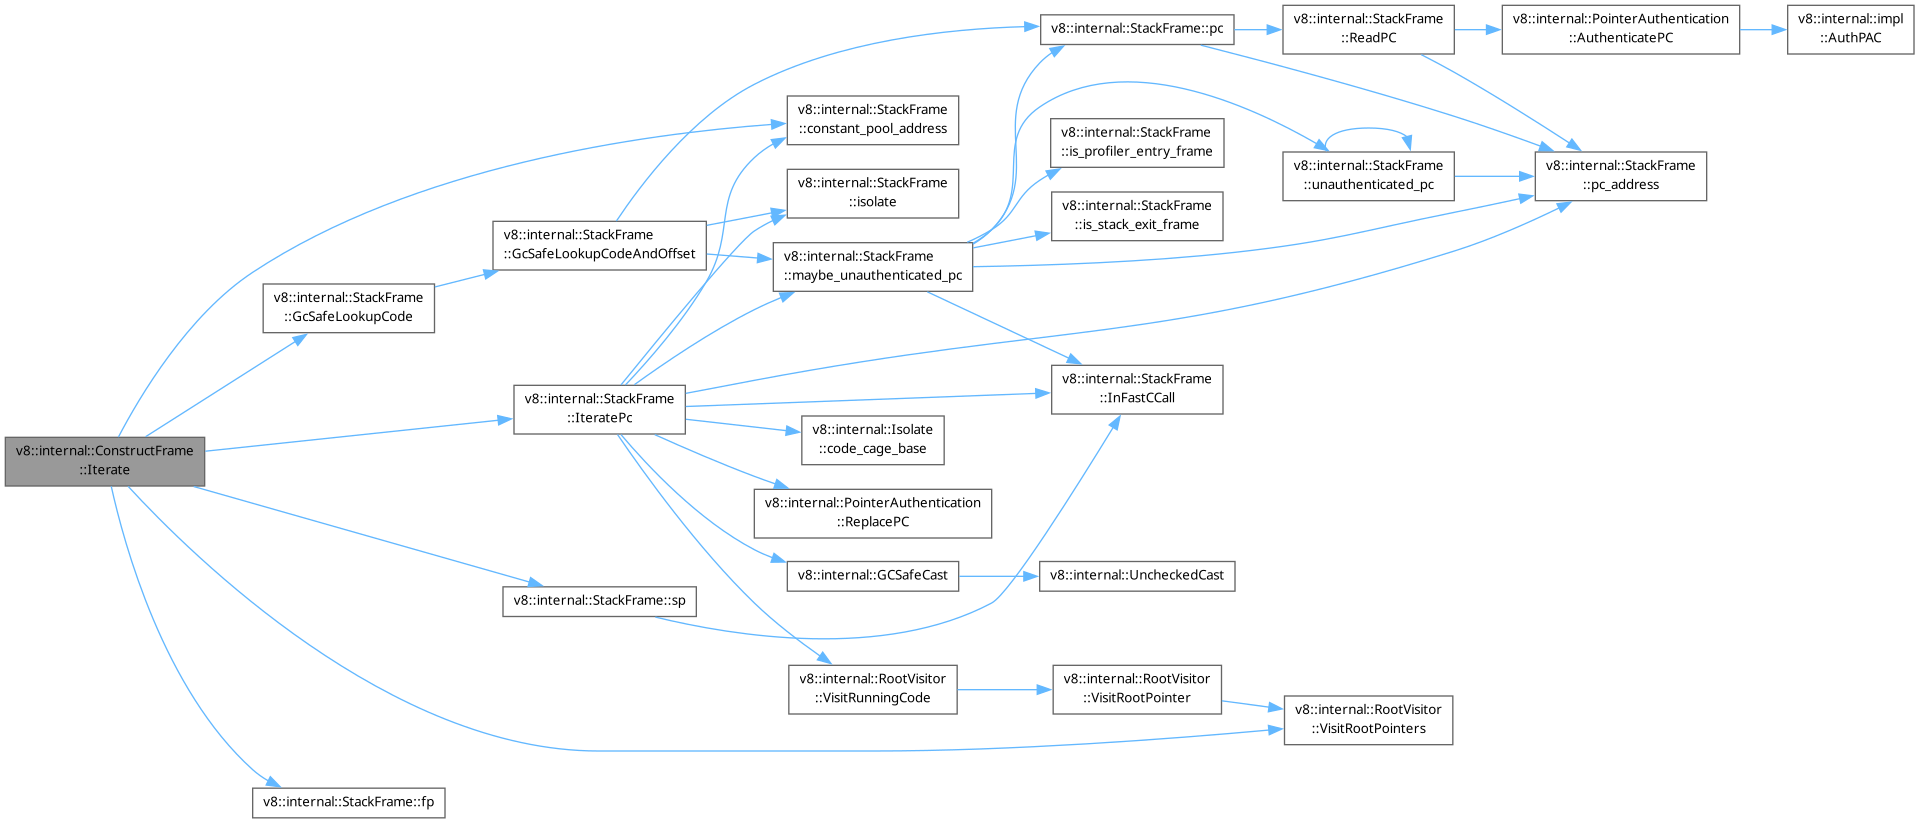 v8::internal::ConstructFrame
::Iterate
v8::internal::StackFrame
::GcSafeLookupCode
v8::internal::StackFrame::fp
v8::internal::StackFrame
::GcSafeLookupCodeAndOffset
v8::internal::StackFrame
::IteratePc
v8::internal::StackFrame::sp
v8::internal::StackFrame
::constant_pool_address
v8::internal::StackFrame
::isolate
v8::internal::StackFrame
::maybe_unauthenticated_pc
v8::internal::Isolate
::code_cage_base
v8::internal::PointerAuthentication
::ReplacePC
v8::internal::GCSafeCast
v8::internal::RootVisitor
::VisitRunningCode
v8::internal::StackFrame::pc
v8::internal::StackFrame
::is_profiler_entry_frame
v8::internal::StackFrame
::is_stack_exit_frame
v8::internal::StackFrame
::InFastCCall
v8::internal::UncheckedCast
v8::internal::RootVisitor
::VisitRootPointer
v8::internal::StackFrame
::ReadPC
v8::internal::StackFrame
::unauthenticated_pc
v8::internal::RootVisitor
::VisitRootPointers
v8::internal::PointerAuthentication
::AuthenticatePC
v8::internal::StackFrame
::pc_address
v8::internal::impl
::AuthPAC